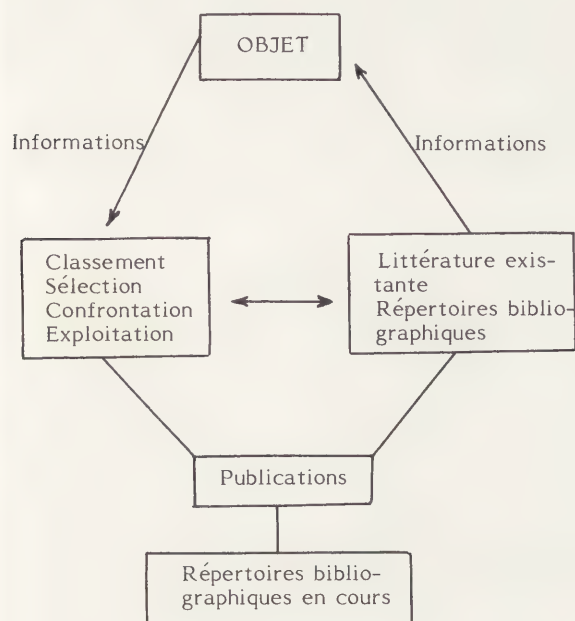 OBJET
Informations
Informations
Classement
Sélection
Confrontation
Exploitation
Littérature exis-
tante
Répertoires biblio-
graphiques
Publications
Répertoires biblio-
graphiques en cours